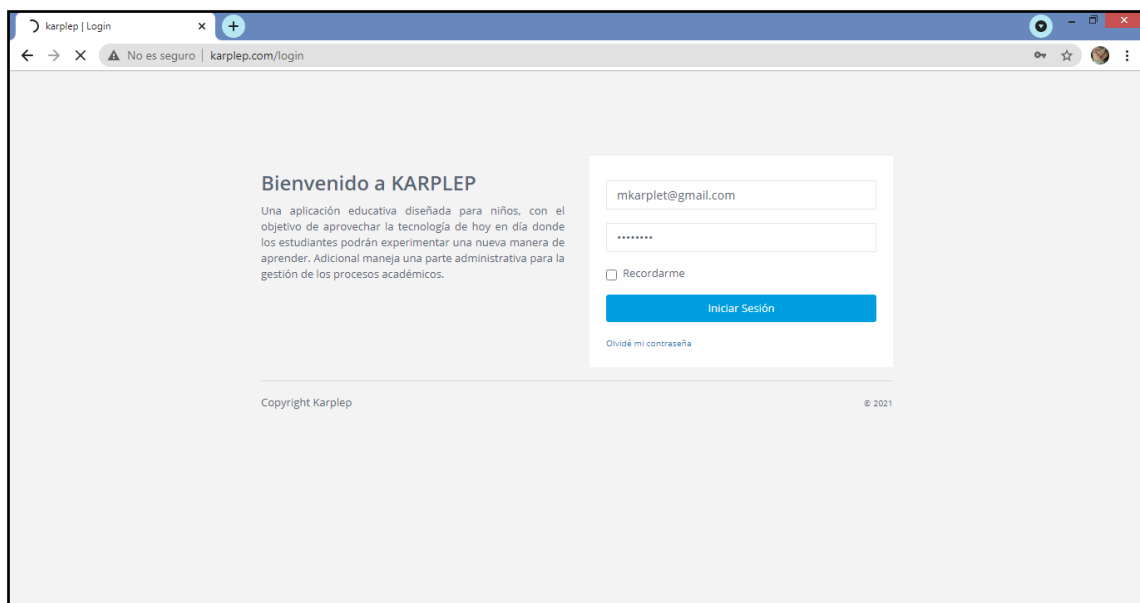 karplep | Login
No es seguro | karplep.com/login
Bienvenido a KARPLEP
Una aplicación educativa diseñada para niños, con el
objetivo de aprovechar la tecnología de hoy en día donde
los estudiantes podrán experimentar una nueva manera de
aprender. Adicional maneja una parte administrativa para la
gestión de los procesos académicos.
mkarplet@gmail.com
••••••••
Recordarme
Iniciar Sesión
Olvidé mi contraseña
Copyright Karplep
© 2021